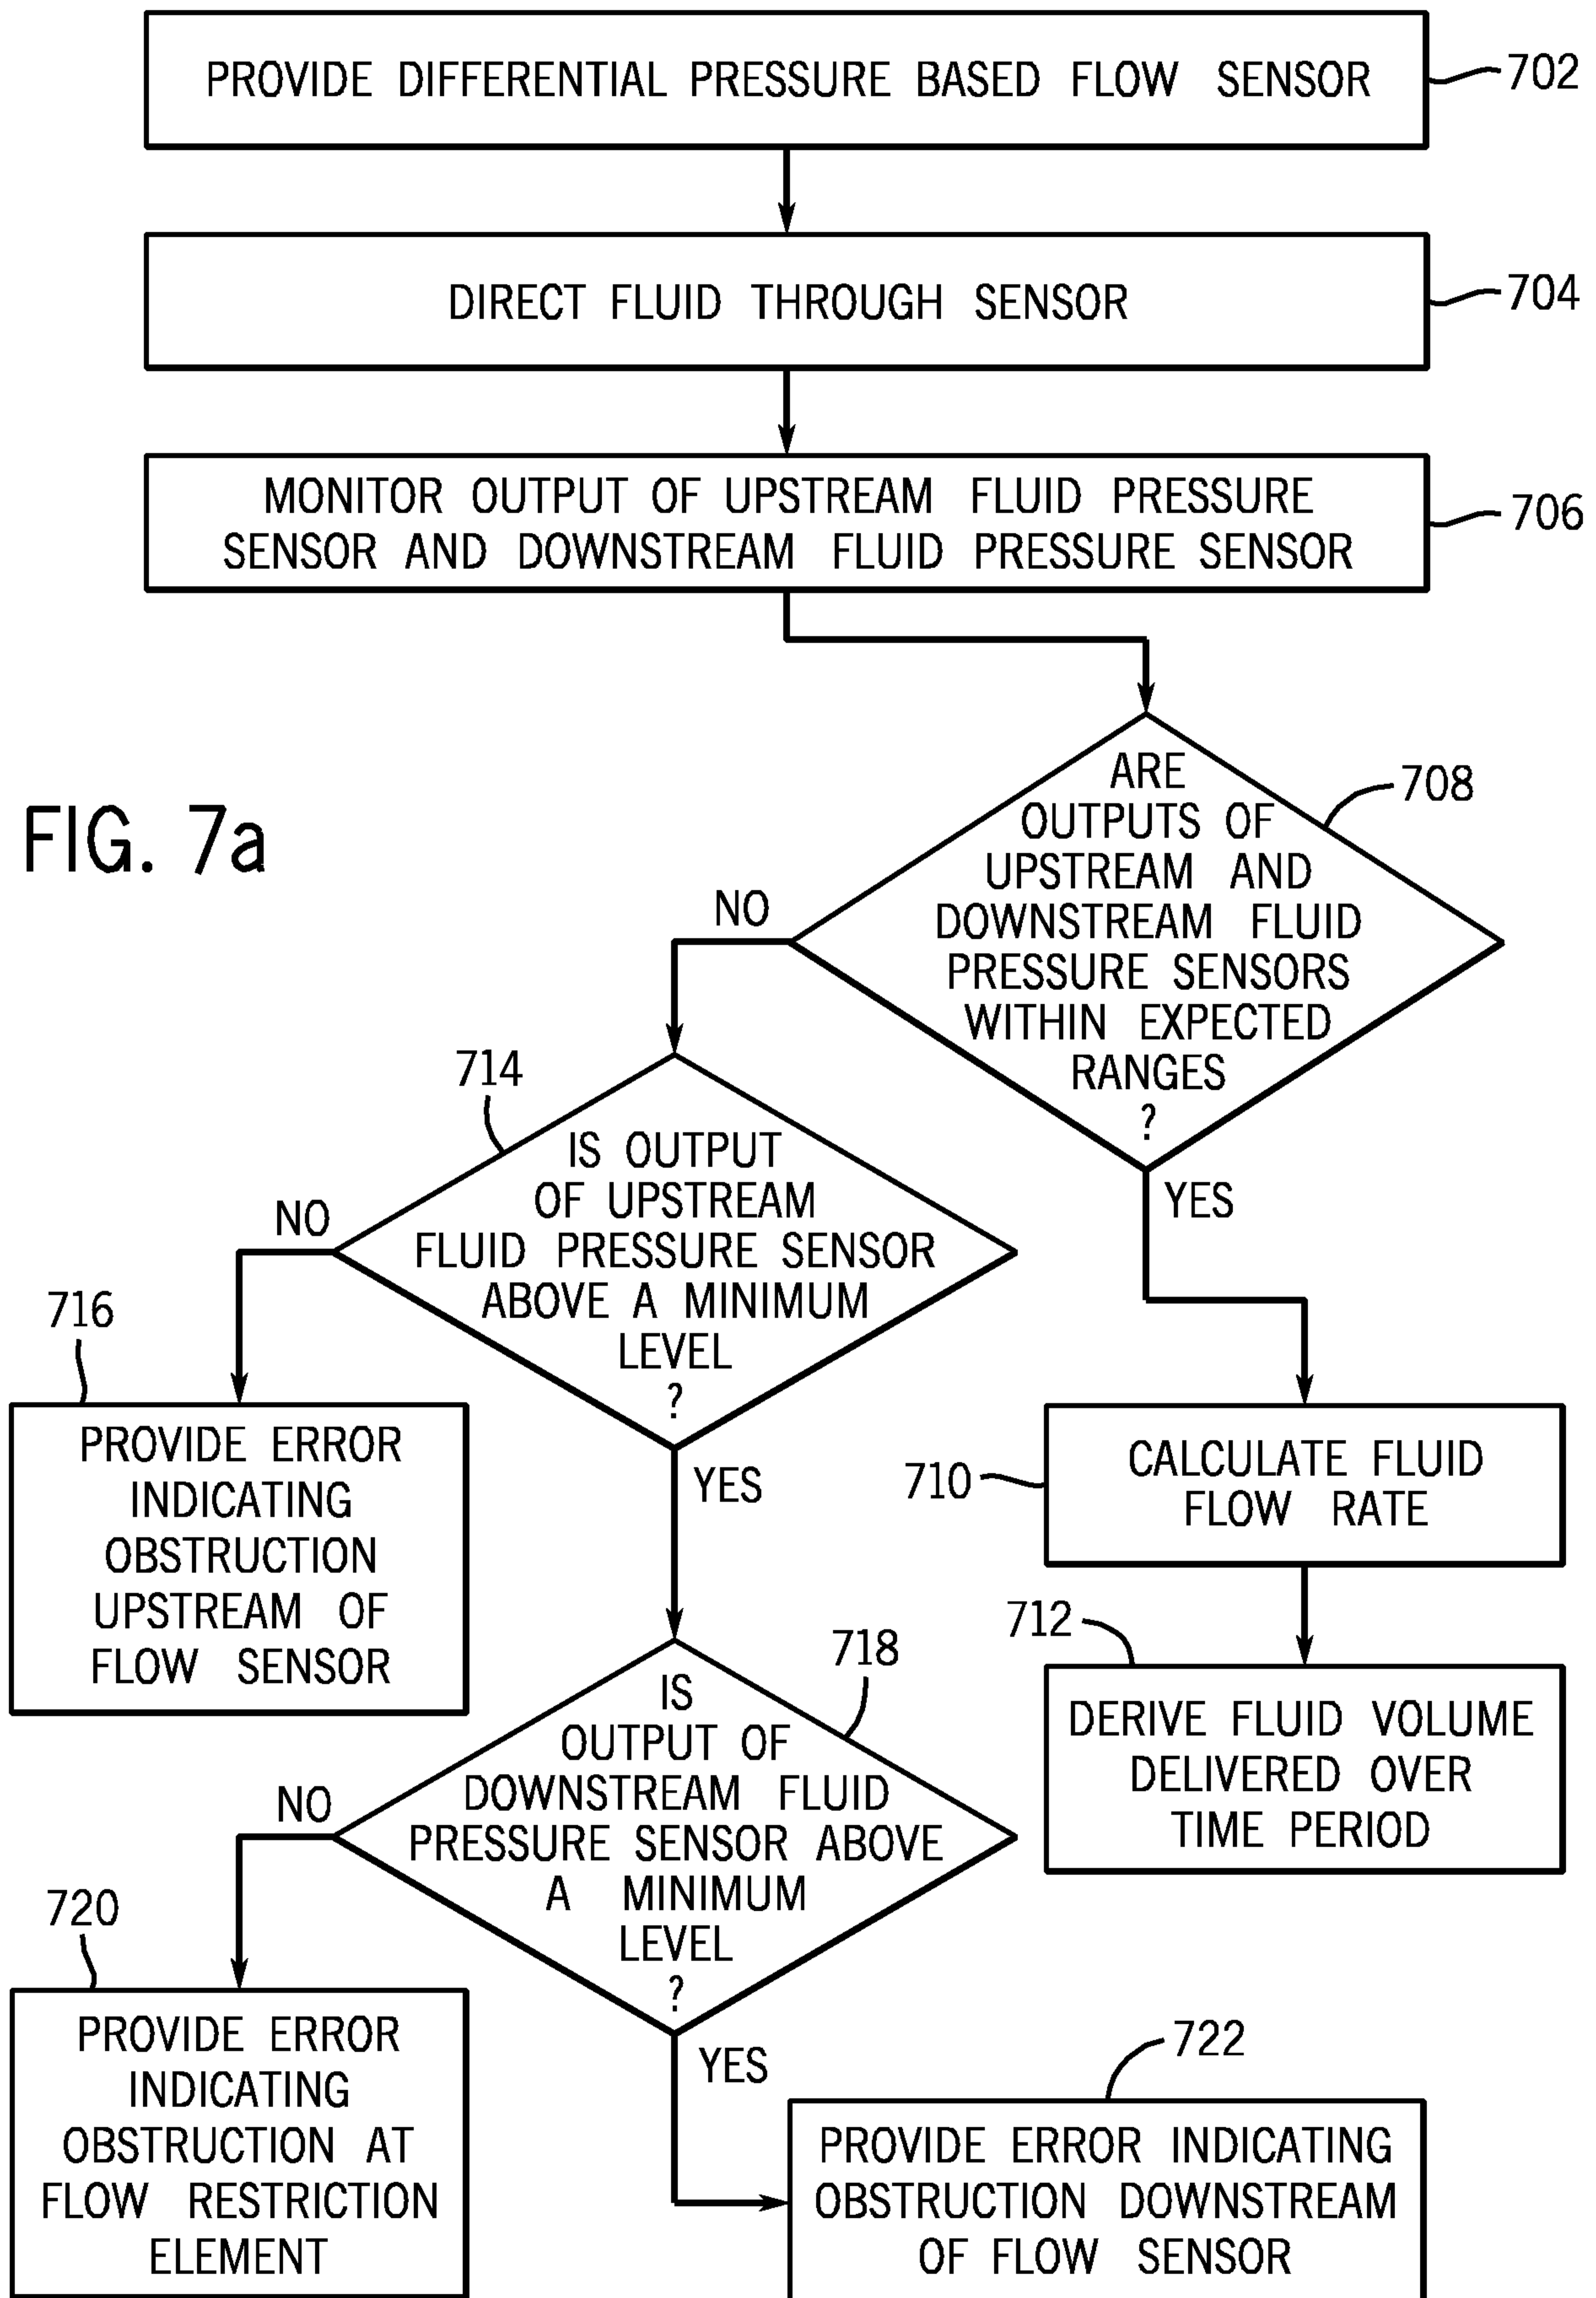 PROVIDE DIFFERENTIAL PRESSURE BASED FLOW SENSOR
702
DIRECT FLUID THROUGH SENSOR
704
MONITOR OUTPUT OF UPSTREAM FLUID PRESSURE
SENSOR AND DOWNSTREAM FLUID PRESSURE SENSOR
706
FIG. 7a
ARE
OUTPUTS OF
UPSTREAM AND
DOWNSTREAM FLUID
PRESSURE SENSORS
WITHIN EXPECTED
RANGES
?
708
NO
YES
714
IS OUTPUT
OF UPSTREAM
FLUID PRESSURE SENSOR
ABOVE A MINIMUM
LEVEL
?
NO
YES
716
PROVIDE ERROR
INDICATING
OBSTRUCTION
UPSTREAM OF
FLOW SENSOR
710
CALCULATE FLUID
FLOW RATE
712
DERIVE FLUID VOLUME
DELIVERED OVER
TIME PERIOD
718
IS
OUTPUT OF
DOWNSTREAM FLUID
PRESSURE SENSOR ABOVE
A MINIMUM
LEVEL
?
NO
YES
720
PROVIDE ERROR
INDICATING
OBSTRUCTION AT
FLOW RESTRICTION
ELEMENT
722
PROVIDE ERROR INDICATING
OBSTRUCTION DOWNSTREAM
OF FLOW SENSOR